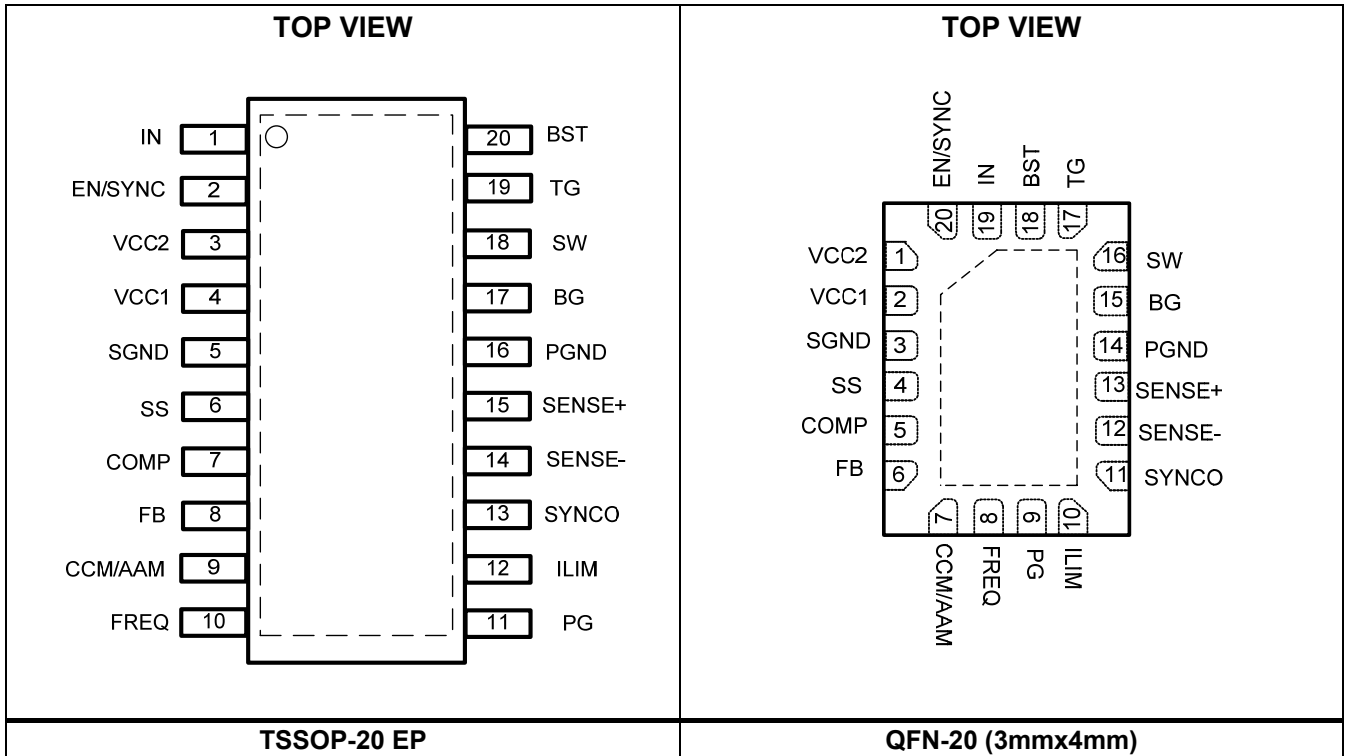 TOP VIEW
IN 1
EN/SYNC 2
VCC2 3
VCC1 4
SGND 5
SS 6
COMP 7
FB 8
CCM/AAM 9
FREQ 10
20 BST
19 TG
18 SW
17 BG
16 PGND
15 SENSE+
14 SENSE-
13 SYNCO
12 ILIM
11 PG
TSSOP-20 EP
TOP VIEW
EN/SYNC 20
IN 19
BST 18
TG 17
VCC2 1
VCC1 2
SGND 3
SS 4
COMP 5
FB 6
16 SW
15 BG
14 PGND
13 SENSE+
12 SENSE-
11 SYNCO
7 CCM/AAM
8 FREQ
9 PG
10 ILIM
QFN-20 (3mmx4mm)